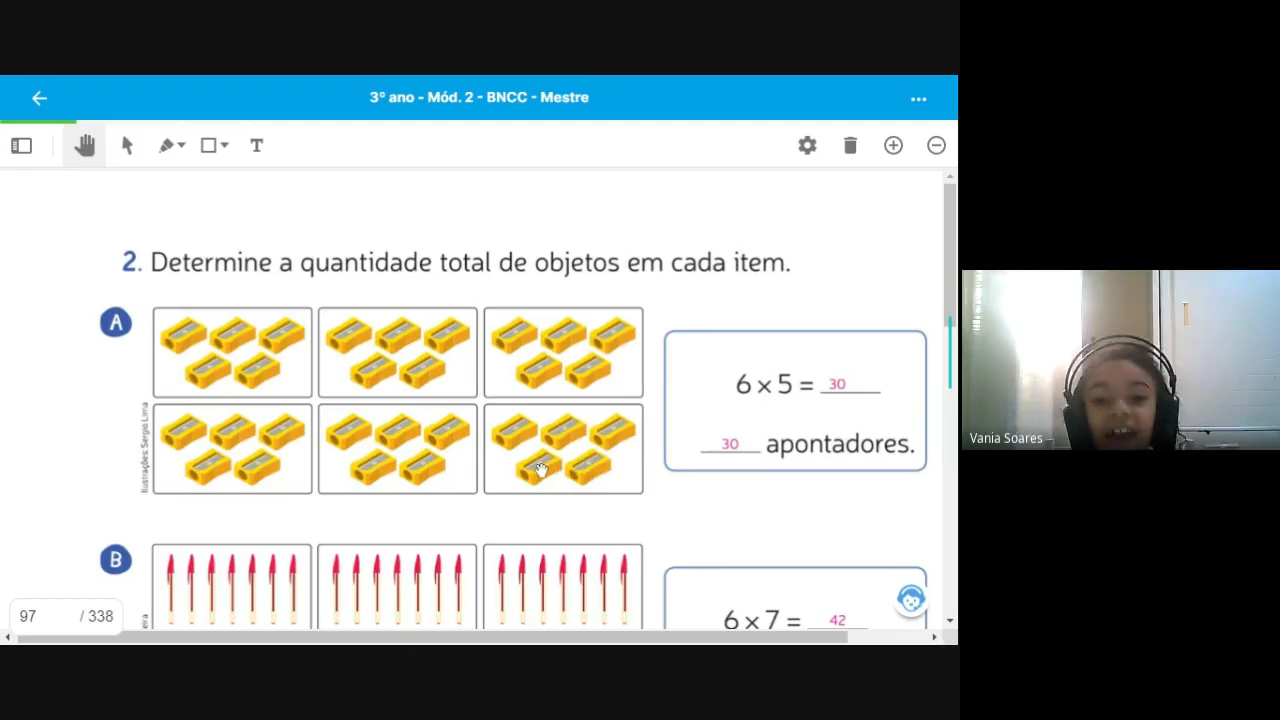 3º ano - Mód. 2 - BNCC - Mestre
T
2. Determine a quantidade total de objetos em cada item.
A
6 x 5 = 30
30 apontadores.
Ilustrações: Sergio Lima
B
6 x 7 = 42
97 / 338
Vania Soares